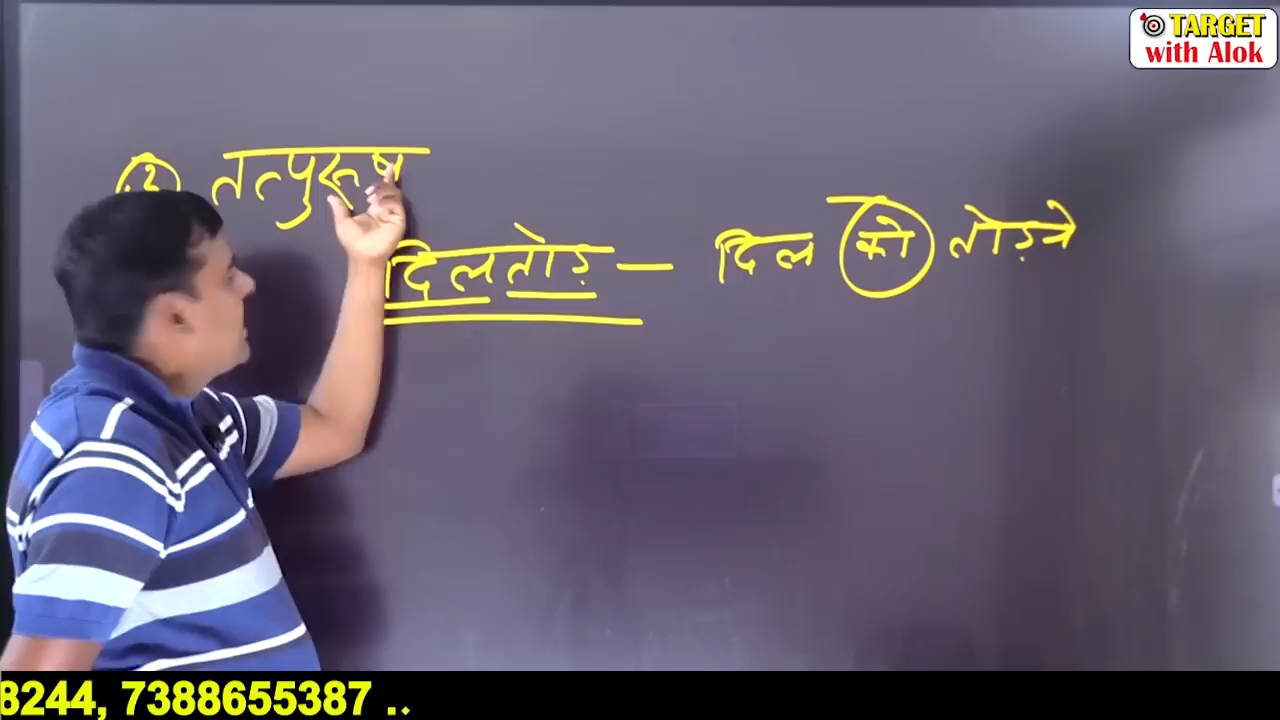 TARGET
with Alok
तत्पुरूष
दिलतोड़ — दिल को तोड़ने
8244, 7388655387 ..